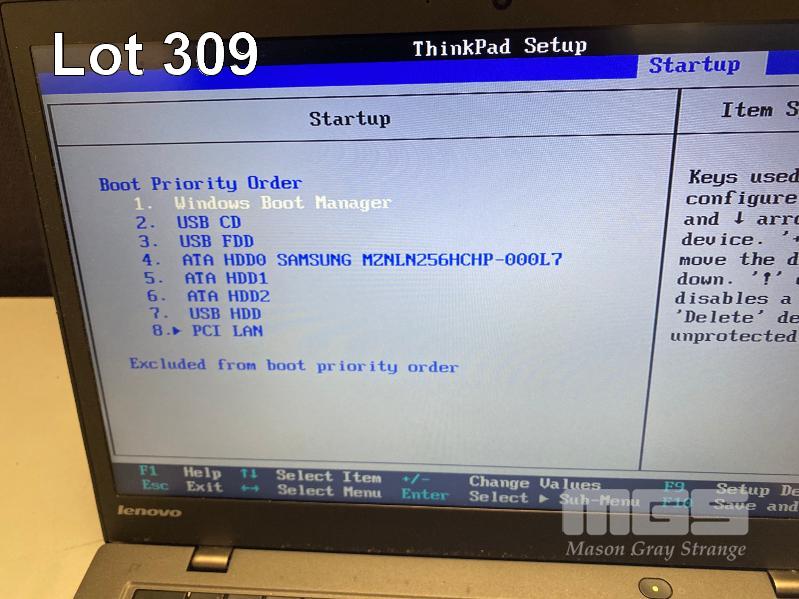 Lot 309
ThinkPad Setup
Startup
Startup
Item S
Boot Priority Order
1. Windows Boot Manager
2. USB CD
3. USB FDD
4. ATA HDD0 SAMSUNG MZNLN256HCHP-000L7
5. ATA HDD1
6. ATA HDD2
7. USB HDD
8.▸ PCI LAN
Excluded from boot priority order
Keys used
configure
and ↓ arro
device. '+
move the d
down. '!' u
disables a
'Delete' de
unprotected
F1 Help ↑↓ Select Item +/- Change Values F9 Setup De
Esc Exit ↔ Select Menu Enter Select ▸ Sub-Menu F10 Save and
lenovo
MGS
Mason Gray Strange